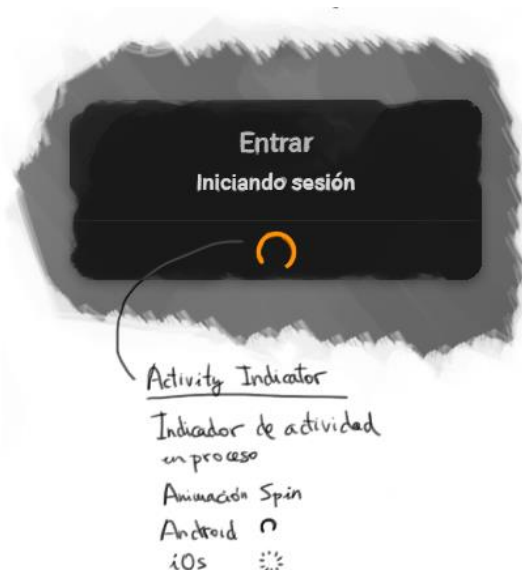 Entrar
Iniciando sesión
Activity Indicator
Indicador de actividad
en proceso
Animación Spin
Android
iOs